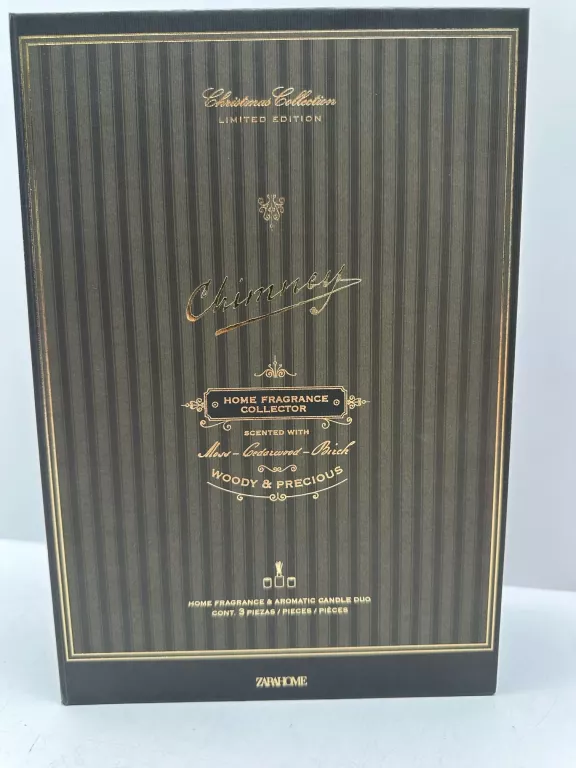 Christmas Collection
LIMITED EDITION
Chimney
HOME FRAGRANCE
COLLECTOR
SCENTED WITH
Moss - Cedarwood - Birch
WOODY & PRECIOUS
HOME FRAGRANCE & AROMATIC CANDLE DUO
CONT. 3 PIEZAS / PIECES / PIÈCES
ZARAHOME